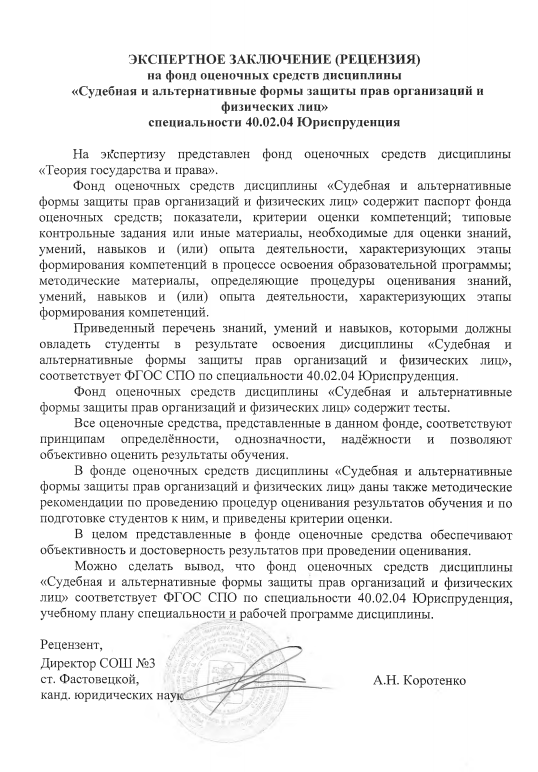 ЭКСПЕРТНОЕ ЗАКЛЮЧЕНИЕ (РЕЦЕНЗИЯ)
на фонд оценочных средств дисциплины
«Судебная и альтернативные формы защиты прав организаций и
физических лиц»
специальности 40.02.04 Юриспруденция
На экспертизу представлен фонд оценочных средств дисциплины
«Теория государства и права».
Фонд оценочных средств дисциплины «Судебная и альтернативные
формы защиты прав организаций и физических лиц» содержит паспорт фонда
оценочных средств; показатели, критерии оценки компетенций; типовые
контрольные задания или иные материалы, необходимые для оценки знаний,
умений, навыков и (или) опыта деятельности, характеризующих этапы
формирования компетенций в процессе освоения образовательной программы;
методические материалы, определяющие процедуры оценивания знаний,
умений, навыков и (или) опыта деятельности, характеризующих этапы
формирования компетенций.
Приведенный перечень знаний, умений и навыков, которыми должны
овладеть студенты в результате освоения дисциплины «Судебная и
альтернативные формы защиты прав организаций и физических лиц»,
соответствует ФГОС СПО по специальности 40.02.04 Юриспруденция.
Фонд оценочных средств дисциплины «Судебная и альтернативные
формы защиты прав организаций и физических лиц» содержит тесты.
Все оценочные средства, представленные в данном фонде, соответствуют
принципам определённости, однозначности, надёжности и позволяют
объективно оценить результаты обучения.
В фонде оценочных средств дисциплины «Судебная и альтернативные
формы защиты прав организаций и физических лиц» даны также методические
рекомендации по проведению процедур оценивания результатов обучения и по
подготовке студентов к ним, и приведены критерии оценки.
В целом представленные в фонде оценочные средства обеспечивают
объективность и достоверность результатов при проведении оценивания.
Можно сделать вывод, что фонд оценочных средств дисциплины
«Судебная и альтернативные формы защиты прав организаций и физических
лиц» соответствует ФГОС СПО по специальности 40.02.04 Юриспруденция,
учебному плану специальности и рабочей программе дисциплины.
Рецензент,
Директор СОШ №3
ст. Фастовецкой,
канд. юридических наук
А.Н. Коротенко